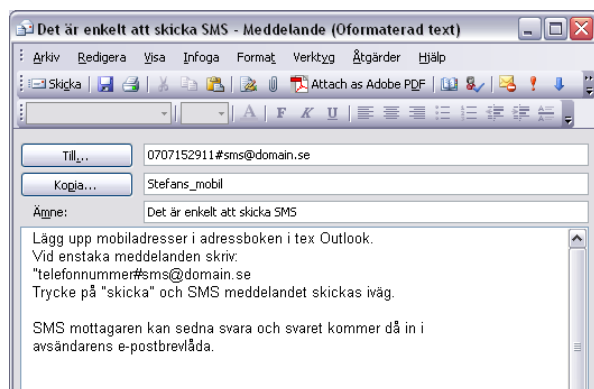 Det är enkelt att skicka SMS - Meddelande (Oformaterad text)
Arkiv Redigera Visa Infoga Format Verktyg Åtgärder Hjälp
Skicka Attach as Adobe PDF
A F K U
Till... 0707152911#sms@domain.se
Kopia... Stefans_mobil
Ämne: Det är enkelt att skicka SMS
Lägg upp mobiladresser i adressboken i tex Outlook.
Vid enstaka meddelanden skriv:
"telefonnummer#sms@domain.se
Trycke på "skicka" och SMS meddelandet skickas iväg.
SMS mottagaren kan sedna svara och svaret kommer då in i
avsändarens e-postbrevlåda.